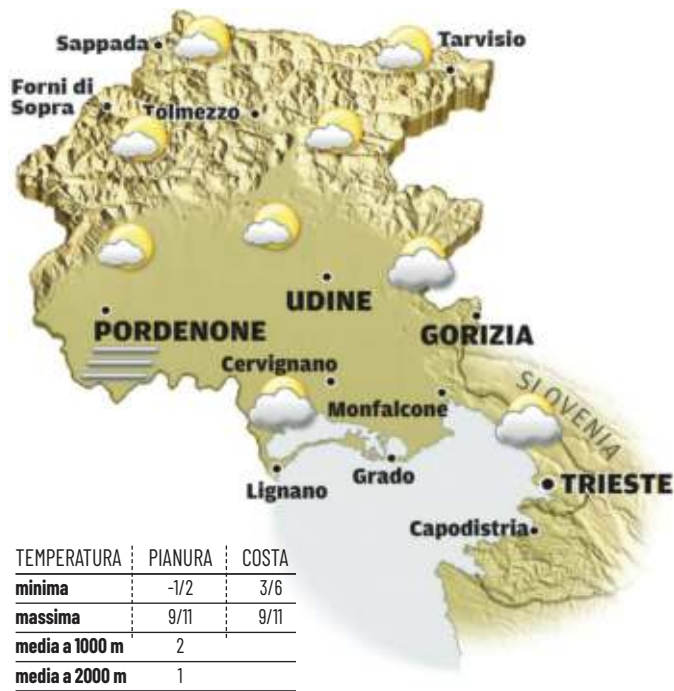 Sappada
Tarvisio
Forni di
Sopra
Tolmezzo
UDINE
PORDENONE
GORIZIA
Cervignano
SLOVENIA
Monfalcone
Grado
Lignano
TRIESTE
Capodistria
TEMPERATURA PIANURA COSTA
minima -1/2 3/6
massima 9/11 9/11
media a 1000 m 2
media a 2000 m 1